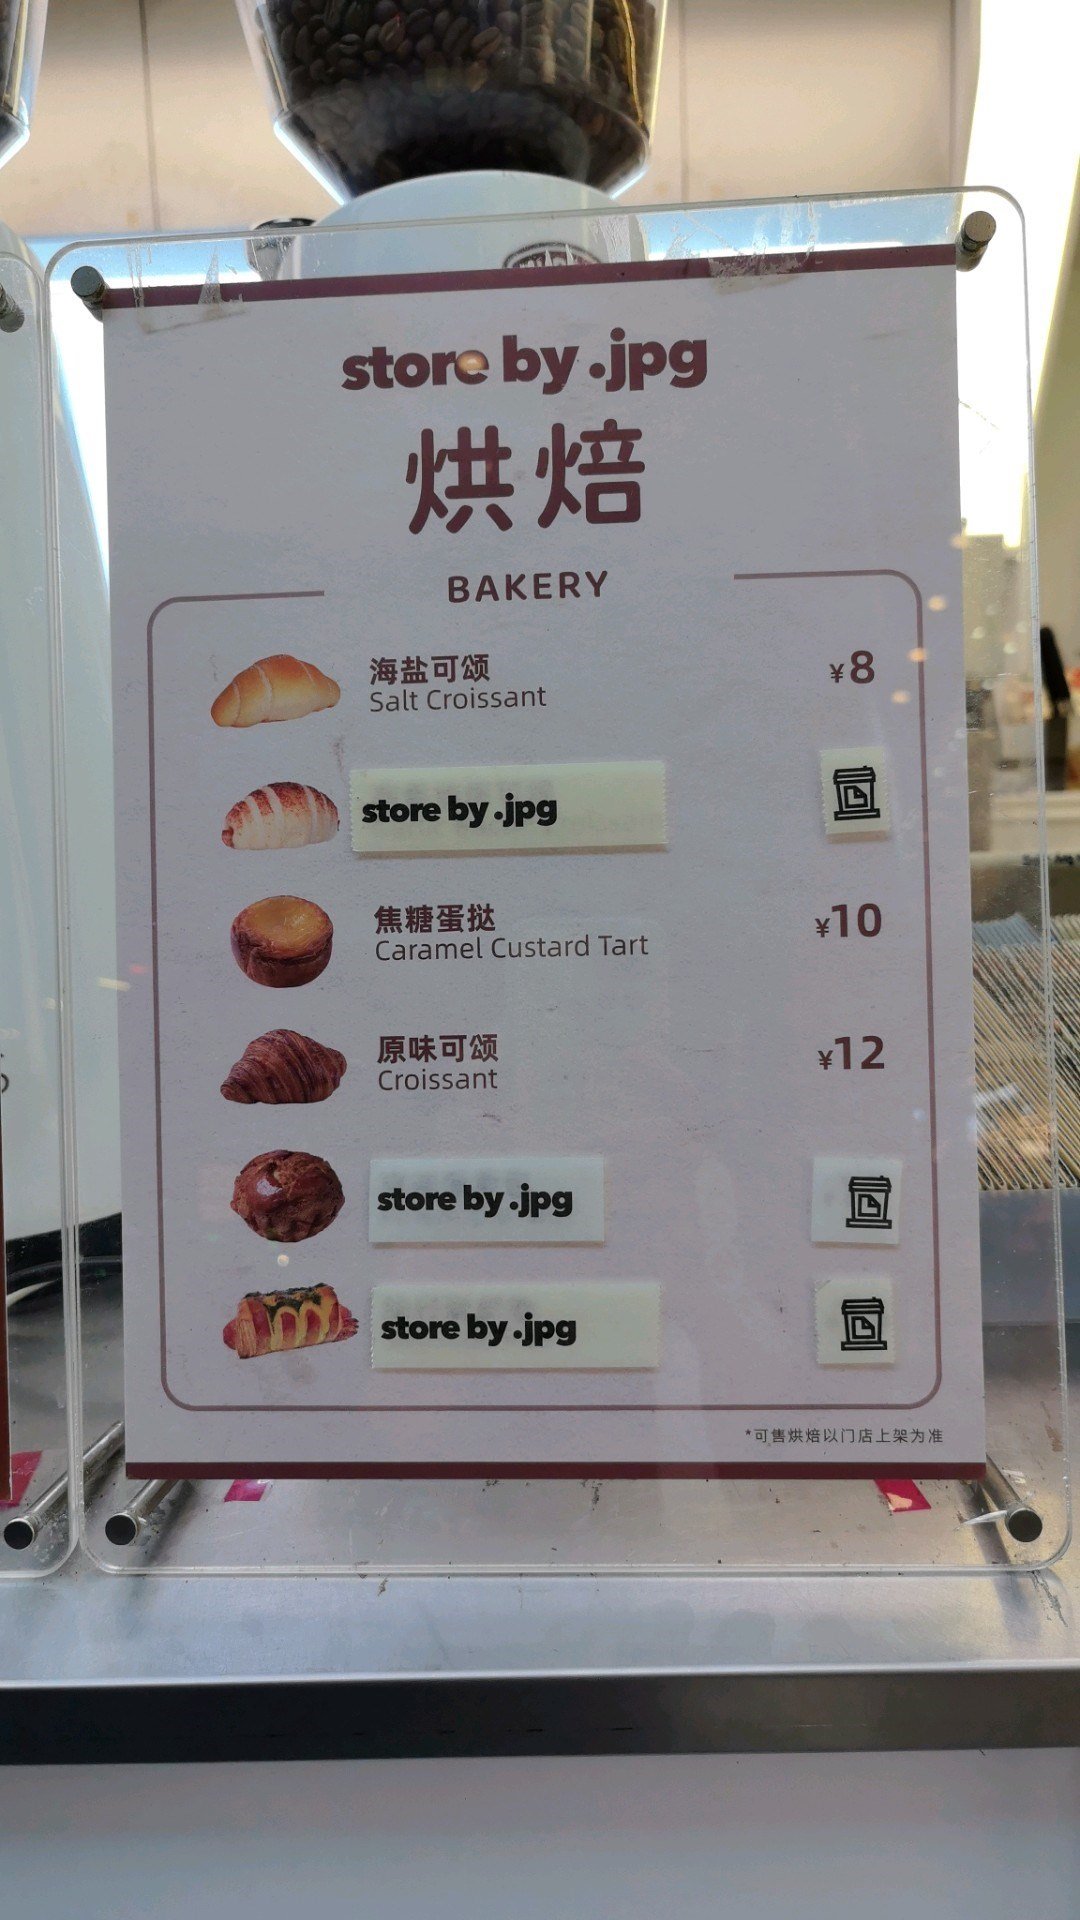 store by .jpg
烘焙
BAKERY
海盐可颂 ¥8
Salt Croissant
store by .jpg
焦糖蛋挞 ¥10
Caramel Custard Tart
原味可颂 ¥12
Croissant
store by .jpg
store by .jpg
*可售烘焙以门店上架为准